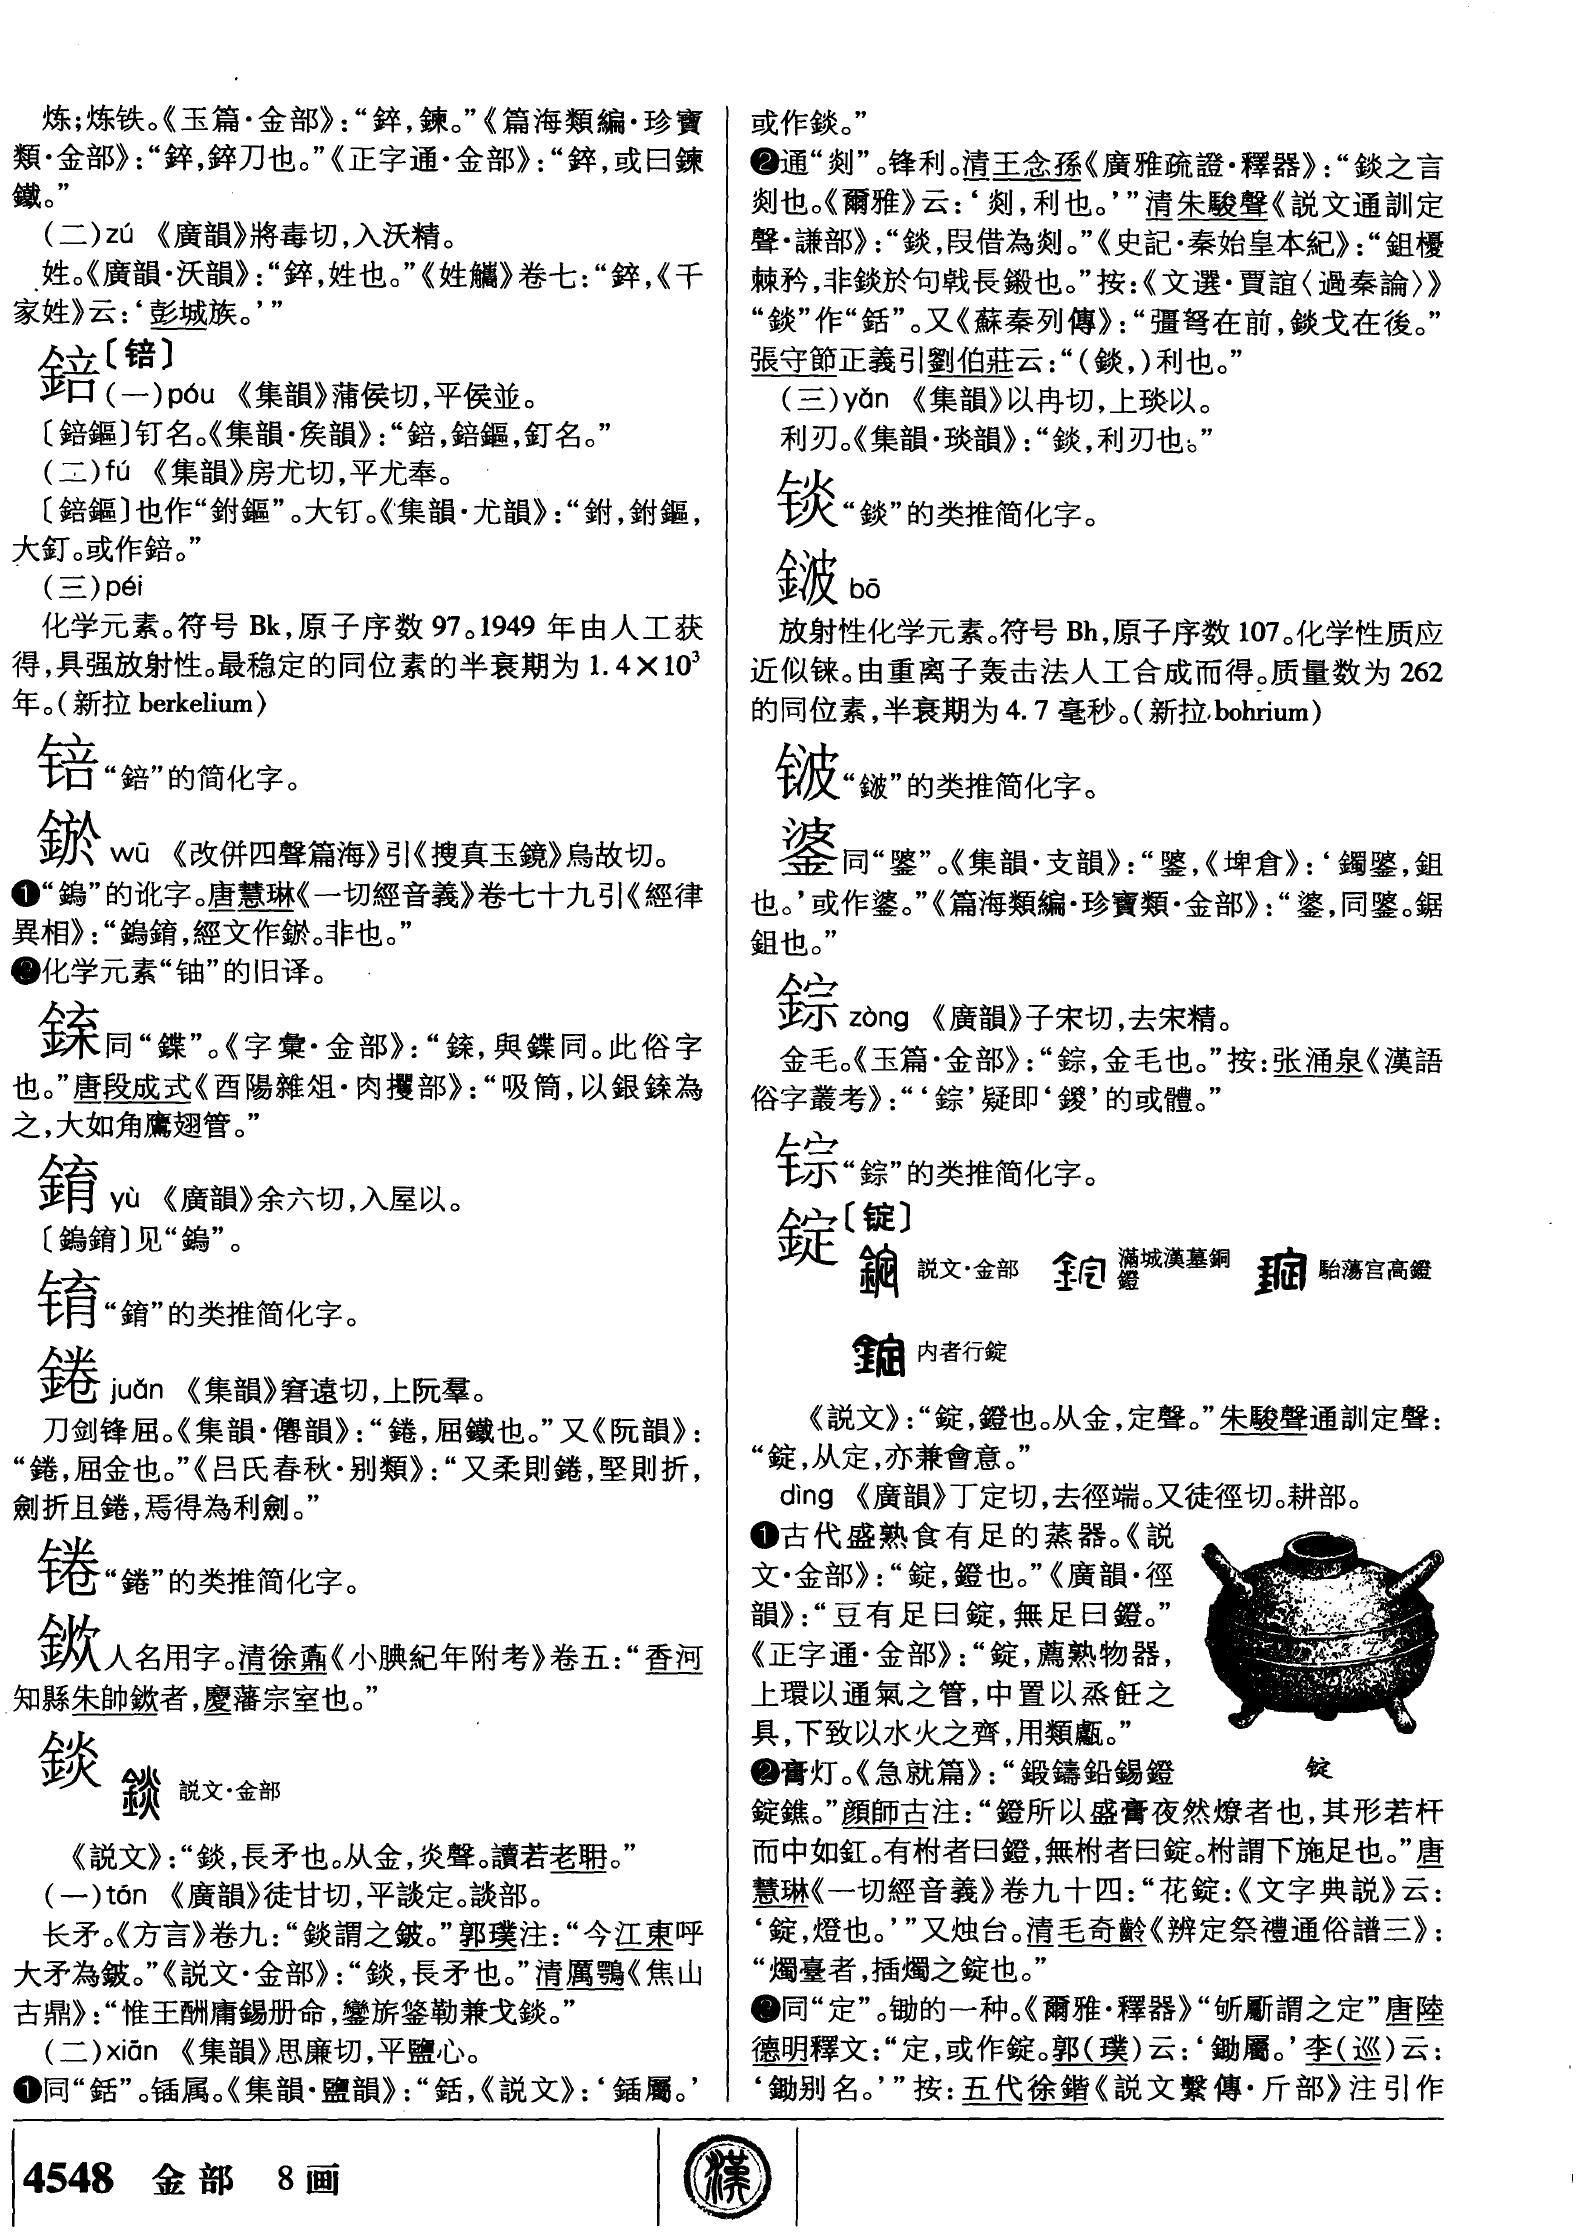 炼;炼铁。《玉篇·金部》:“錊,鍊。”《篇海類編·珍寶
類·金部》:“錊,錊刀也。”《正字通·金部》:“錊,或曰鍊
鐵。”
(二)zú 《廣韻》將毒切,入沃精。
姓。《廣韻·沃韻》:“錊,姓也。”《姓觿》卷七:“錊,《千
家姓》云:‘彭城族。’”
錇〔锫〕
(一)póu 《集韻》蒲侯切,平侯並。
〔錇鏂〕钉名。《集韻·矦韻》:“錇,錇鏂,釘名。”
(二)fú 《集韻》房尤切,平尤奉。
〔錇鏂〕也作“鉜鏂”。大钉。《集韻·尤韻》:“鉜,鉜鏂,
大釘。或作錇。”
(三)péi
化学元素。符号 Bk,原子序数 97。1949 年由人工获
得,具强放射性。最稳定的同位素的半衰期为 1.4×10³
年。(新拉 berkelium)
锫“錇”的简化字。
鏃 wū 《改併四聲篇海》引《搜真玉鏡》烏故切。
❶“鎢”的讹字。唐慧琳《一切經音義》卷七十九引《經律
異相》:“鎢錥,經文作。非也。”
❷化学元素“铀”的旧译。
同“鍱”。《字彙·金部》:“,與鍱同。此俗字
也。”唐段成式《酉陽雜俎·肉攫部》:“吸筒,以銀為
之,大如角鷹翅管。”
錥 yù 《廣韻》余六切,入屋以。
〔鎢錥〕见“鎢”。
“錥”的类推简化字。
錈 juǎn 《集韻》窘遠切,上阮羣。
刀剑锋屈。《集韻·僊韻》:“錈,屈鐵也。”又《阮韻》:
“錈,屈金也。”《吕氏春秋·别類》:“又柔則錈,堅則折,
劍折且錈,焉得為利劍。”
锩“錈”的类推简化字。
人名用字。清徐鼒《小腆紀年附考》卷五:“香河
知縣朱帥者,慶藩宗室也。”
錟
説文·金部
《説文》:“錟,長矛也。从金,炎聲。讀若老聃。”
(一)tán 《廣韻》徒甘切,平談定。談部。
长矛。《方言》卷九:“錟謂之鈹。”郭璞注:“今江東呼
大矛為鈹。”《説文·金部》:“錟,長矛也。”清厲鶚《焦山
古鼎》:“惟王酬庸錫册命,鑾旂鋚勒兼戈錟。”
(二)xiān 《集韻》思廉切,平鹽心。
❶同“銛”。锸属。《集韻·鹽韻》:“銛,《説文》:‘鍤屬。’
或作錟。”
❷通“剡”。锋利。清王念孫《廣雅疏證·釋器》:“錟之言
剡也。《爾雅》云:‘剡,利也。’”清朱駿聲《説文通訓定
聲·謙部》:“錟,叚借為剡。”《史記·秦始皇本紀》:“鉏櫌
棘矜,非錟於句戟長鎩也。”按:《文選·賈誼〈過秦論〉》
“錟”作“銛”。又《蘇秦列傳》:“彊弩在前,錟戈在後。”
張守節正義引劉伯莊云:“(錟,)利也。”
(三)yǎn 《集韻》以冉切,上琰以。
利刃。《集韻·琰韻》:“錟,利刃也。”
锬“錟”的类推简化字。
bō
放射性化学元素。符号 Bh,原子序数 107。化学性质应
近似铼。由重离子轰击法人工合成而得。质量数为 262
的同位素,半衰期为 4.7 毫秒。(新拉 bohrium)
“”的类推简化字。
同“鋻”。《集韻·支韻》:“,《埤倉》:‘鐲,鉏
也。’或作。”《篇海類編·珍寶類·金部》:“,同。鋸
鉏也。”
錝 zòng 《廣韻》子宋切,去宋精。
金毛。《玉篇·金部》:“錝,金毛也。”按:张涌泉《漢語
俗字叢考》:“‘錝’疑即‘鍐’的或體。”
“錝”的类推简化字。
錠〔锭〕
説文·金部 滿城漢墓銅鐙 駘蕩宫高鐙
内者行錠
《説文》:“錠,鐙也。从金,定聲。”朱駿聲通訓定聲:
“錠,从定,亦兼會意。”
dìng 《廣韻》丁定切,去徑端。又徒徑切。耕部。
❶古代盛熟食有足的蒸器。《説
文·金部》:“錠,鐙也。”《廣韻·徑
韻》:“豆有足曰錠,無足曰鐙。”
《正字通·金部》:“錠,薦熟物器,
上環以通氣之管,中置以烝飪之
具,下致以水火之齊,用類甗。”
锭
❷膏灯。《急就篇》:“鍛鑄鉛錫鐙
錠鐎。”顔師古注:“鐙所以盛膏夜然燎者也,其形若杅
而中如釭。有柎者曰鐙,無柎者曰錠。柎謂下施足也。”唐
慧琳《一切經音義》卷九十四:“花錠:《文字典説》云:
‘錠,燈也。’”又烛台。清毛奇齡《辨定祭禮通俗譜三》:
“燭臺者,插燭之錠也。”
❸同“定”。锄的一种。《爾雅·釋器》“斪斸謂之定”唐陸
德明釋文:“定,或作錠。郭(璞)云:‘鋤屬。’李(巡)云:
‘鋤别名。’”按:五代徐鍇《説文繫傳·斤部》注引作
4548 金部 8画
漢